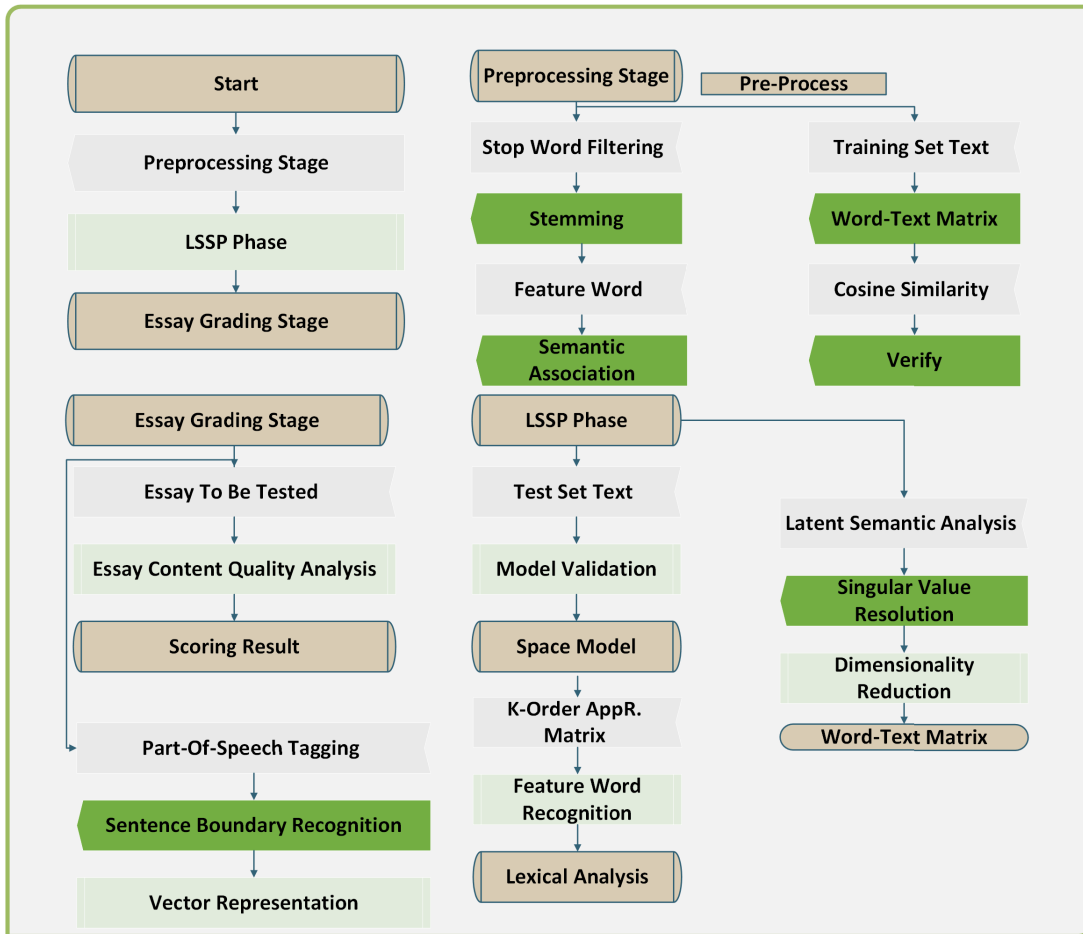 Start
Preprocessing Stage
LSSP Phase
Essay Grading Stage
Preprocessing Stage
Pre-Process
Stop Word Filtering
Stemming
Feature Word
Semantic
Association
Training Set Text
Word-Text Matrix
Cosine Similarity
Verify
Essay Grading Stage
Essay To Be Tested
Essay Content Quality Analysis
Scoring Result
Part-Of-Speech Tagging
Sentence Boundary Recognition
Vector Representation
LSSP Phase
Test Set Text
Model Validation
Space Model
K-Order AppR.
Matrix
Feature Word
Recognition
Lexical Analysis
Latent Semantic Analysis
Singular Value
Resolution
Dimensionality
Reduction
Word-Text Matrix